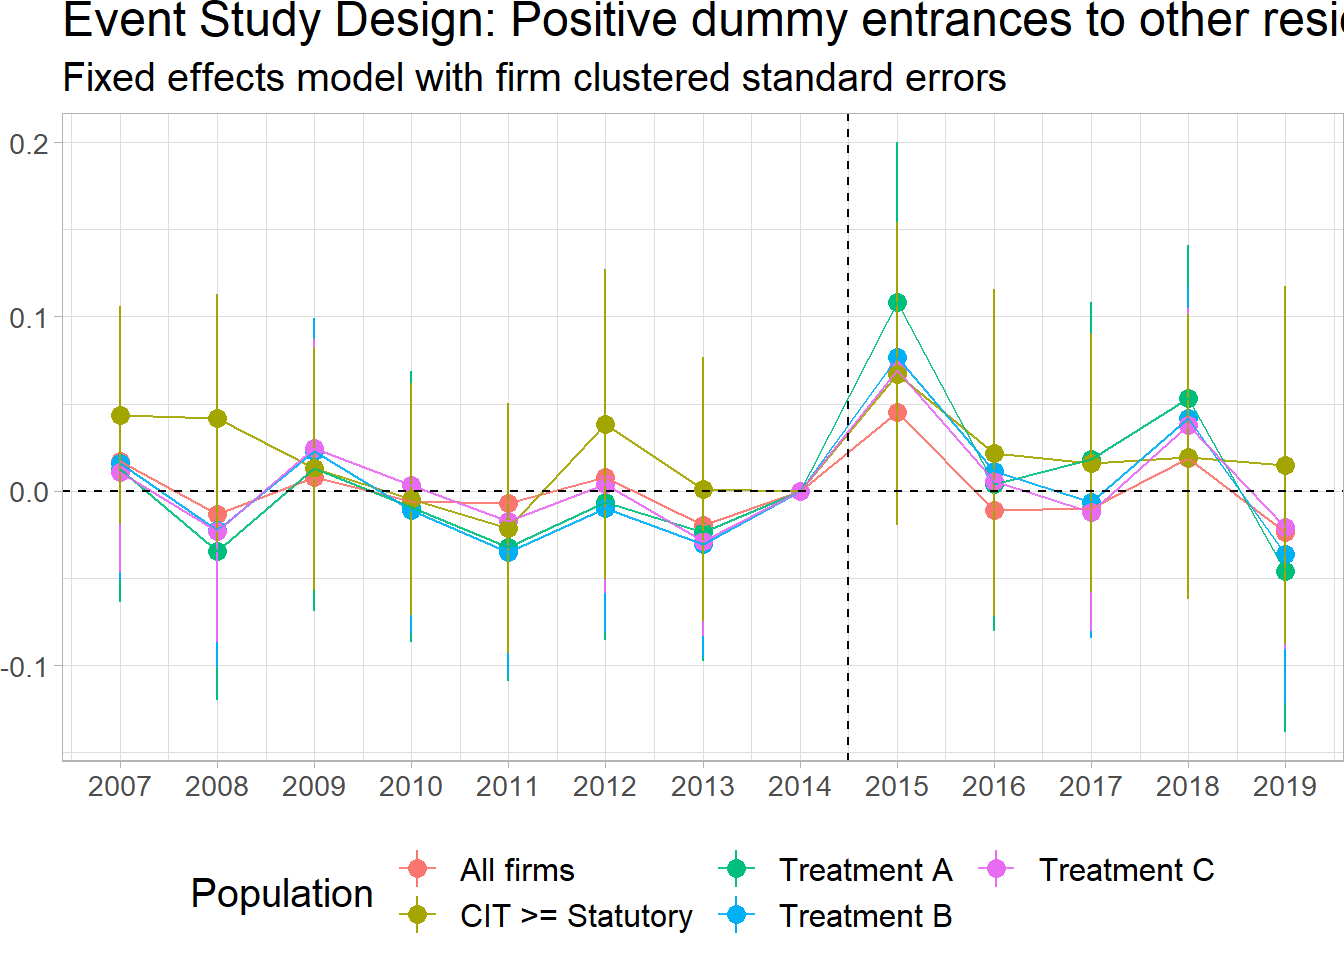 Event Study Design: Positive dummy entrances to other
Fixed effects model with firm clustered standard errors
0.2
0.1
0.0
-0.1
2007 2008 2009 2010 2011 2012 2013 2014 2015 2016 2017 2018 2019
Population
All firms
CIT >= Statutory
Treatment A
Treatment B
Treatment C